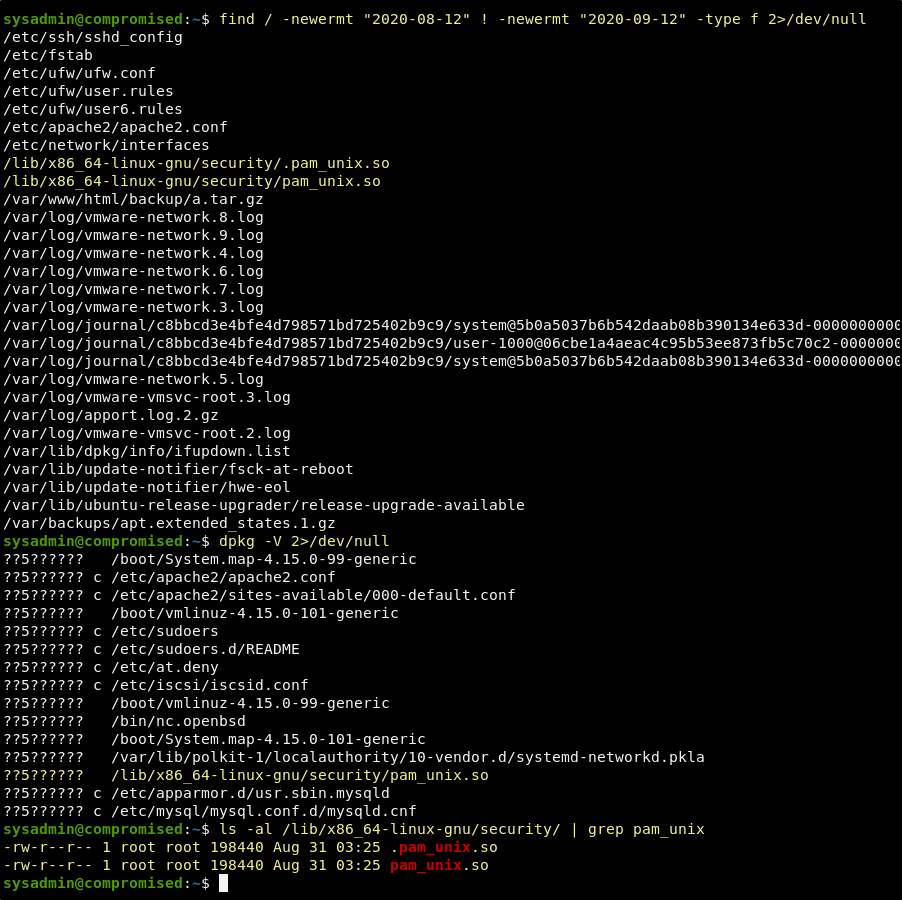 sysadmin@compromised:~$ find / -newermt "2020-08-12" ! -newermt "2020-09-12" -type f 2>/dev/null
/etc/ssh/sshd_config
/etc/fstab
/etc/ufw/ufw.conf
/etc/ufw/user.rules
/etc/ufw/user6.rules
/etc/apache2/apache2.conf
/etc/network/interfaces
/lib/x86_64-linux-gnu/security/.pam_unix.so
/lib/x86_64-linux-gnu/security/pam_unix.so
/var/www/html/backup/a.tar.gz
/var/log/vmware-network.8.log
/var/log/vmware-network.9.log
/var/log/vmware-network.4.log
/var/log/vmware-network.6.log
/var/log/vmware-network.7.log
/var/log/vmware-network.3.log
/var/log/journal/c8bbcd3e4bfe4d798571bd725402b9c9/system@5b0a5037b6b542daab08b390134e633d-0000000000
/var/log/journal/c8bbcd3e4bfe4d798571bd725402b9c9/user-1000@06cbe1a4aeac4c95b53ee873fb5c70c2-0000000
/var/log/journal/c8bbcd3e4bfe4d798571bd725402b9c9/system@5b0a5037b6b542daab08b390134e633d-0000000000
/var/log/vmware-network.5.log
/var/log/vmware-vmsvc-root.3.log
/var/log/apport.log.2.gz
/var/log/vmware-vmsvc-root.2.log
/var/lib/dpkg/info/ifupdown.list
/var/lib/update-notifier/fsck-at-reboot
/var/lib/update-notifier/hwe-eol
/var/lib/ubuntu-release-upgrader/release-upgrade-available
/var/backups/apt.extended_states.1.gz
sysadmin@compromised:~$ dpkg -V 2>/dev/null
??5??????   /boot/System.map-4.15.0-99-generic
??5?????? c /etc/apache2/apache2.conf
??5?????? c /etc/apache2/sites-available/000-default.conf
??5??????   /boot/vmlinuz-4.15.0-101-generic
??5?????? c /etc/sudoers
??5?????? c /etc/sudoers.d/README
??5?????? c /etc/at.deny
??5?????? c /etc/iscsi/iscsid.conf
??5??????   /boot/vmlinuz-4.15.0-99-generic
??5??????   /bin/nc.openbsd
??5??????   /boot/System.map-4.15.0-101-generic
??5??????   /var/lib/polkit-1/localauthority/10-vendor.d/systemd-networkd.pkla
??5??????   /lib/x86_64-linux-gnu/security/pam_unix.so
??5?????? c /etc/apparmor.d/usr.sbin.mysqld
??5?????? c /etc/mysql/mysql.conf.d/mysqld.cnf
sysadmin@compromised:~$ ls -al /lib/x86_64-linux-gnu/security/ | grep pam_unix
-rw-r--r-- 1 root root 198440 Aug 31 03:25 .pam_unix.so
-rw-r--r-- 1 root root 198440 Aug 31 03:25 pam_unix.so
sysadmin@compromised:~$